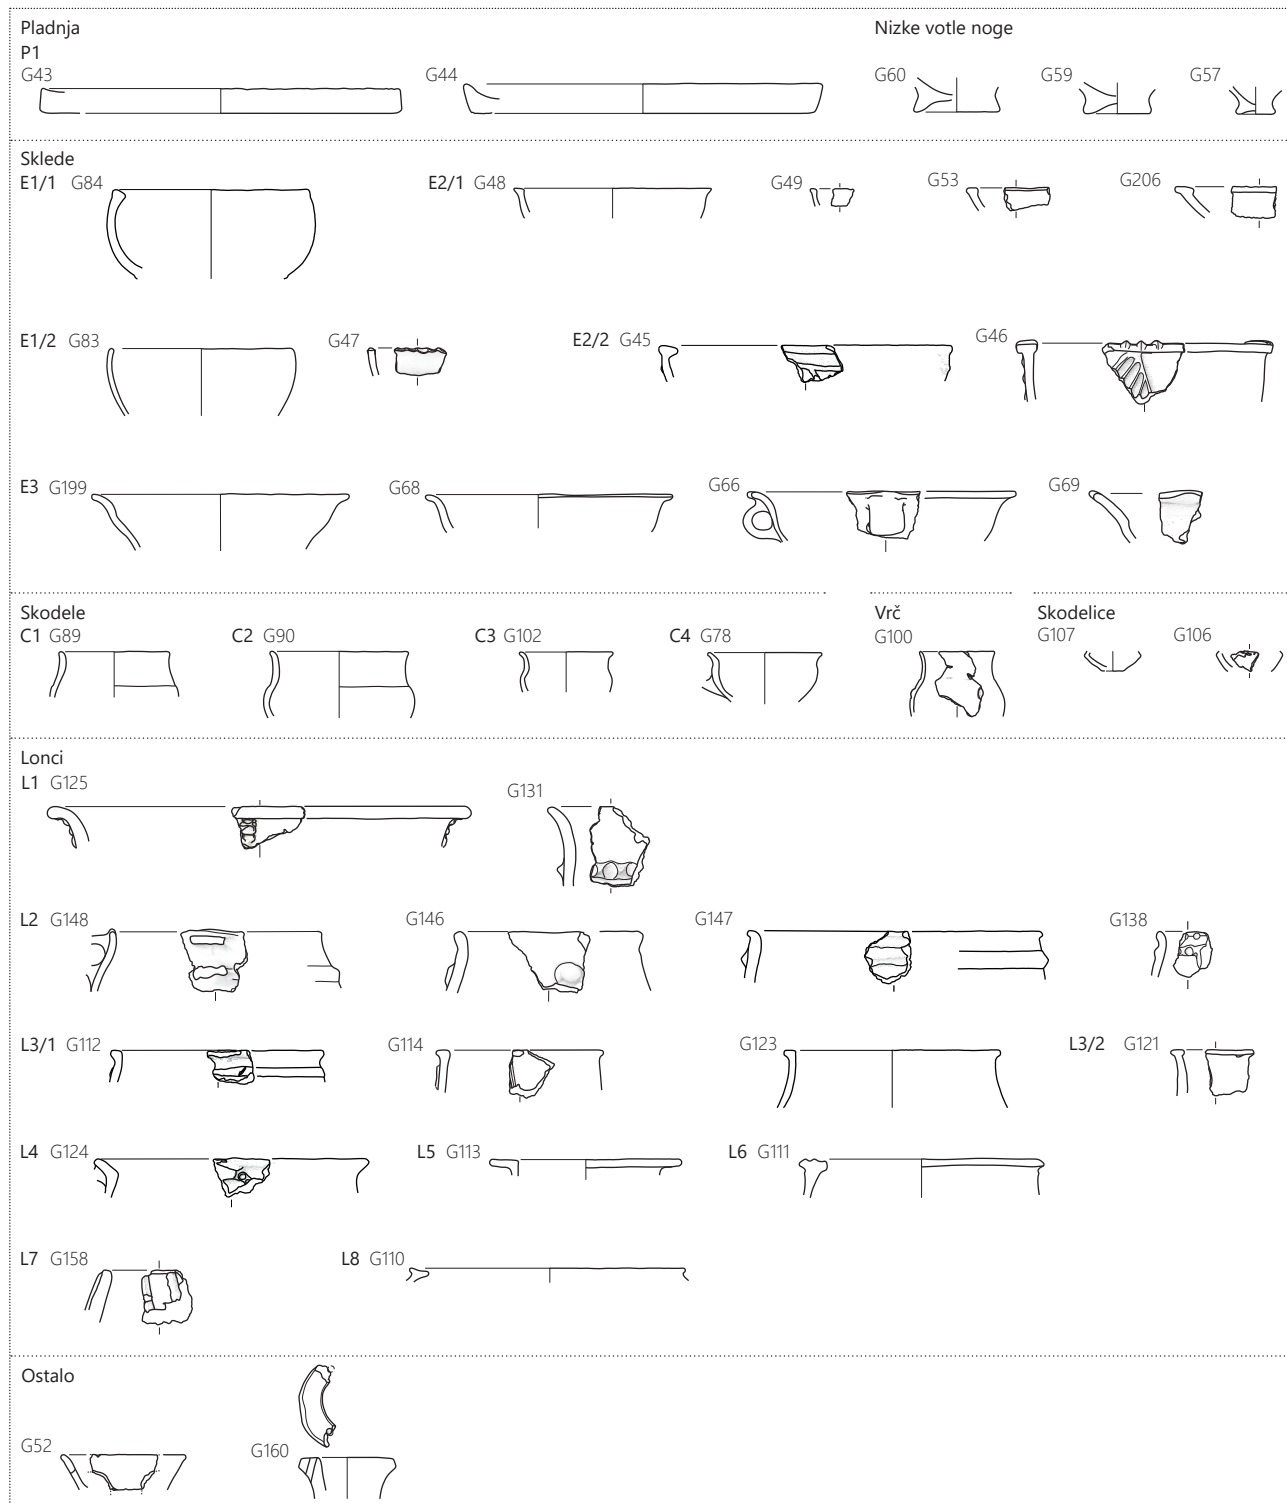 Pladnja
Nizke votle noge
P1
G43
G44
G60
G59
G57
Sklede
E1/1 G84
E2/1 G48
G49
G53
G206
E1/2 G83
G47
E2/2 G45
G46
E3 G199
G68
G66
G69
Skodele
Vrč
Skodelice
C1 G89
C2 G90
C3 G102
C4 G78
G100
G107
G106
Lonci
L1 G125
G131
L2 G148
G146
G147
G138
L3/1 G112
G114
G123
L3/2 G121
L4 G124
L5 G113
L6 G111
L7 G158
L8 G110
Ostalo
G52
G160